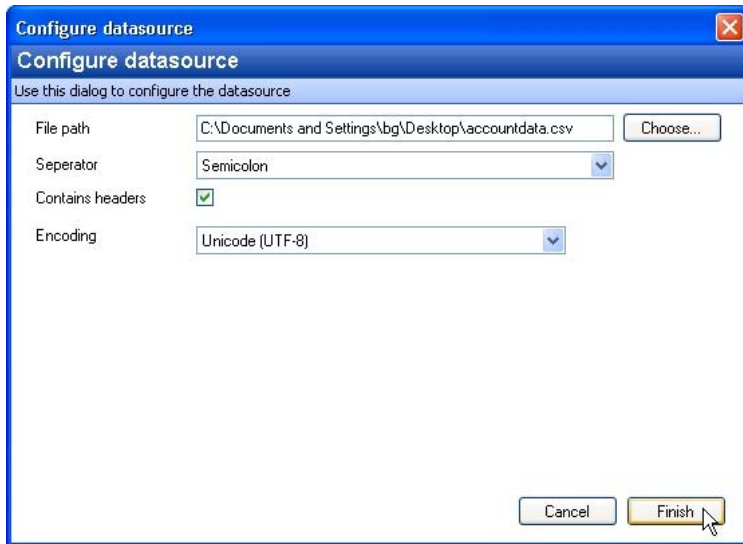 Configure datasource
Configure datasource
Use this dialog to configure the datasource
File path C:\Documents and Settings\bg\Desktop\accountdata.csv Choose...
Seperator Semicolon
Contains headers
Encoding Unicode (UTF-8)
Cancel Finish